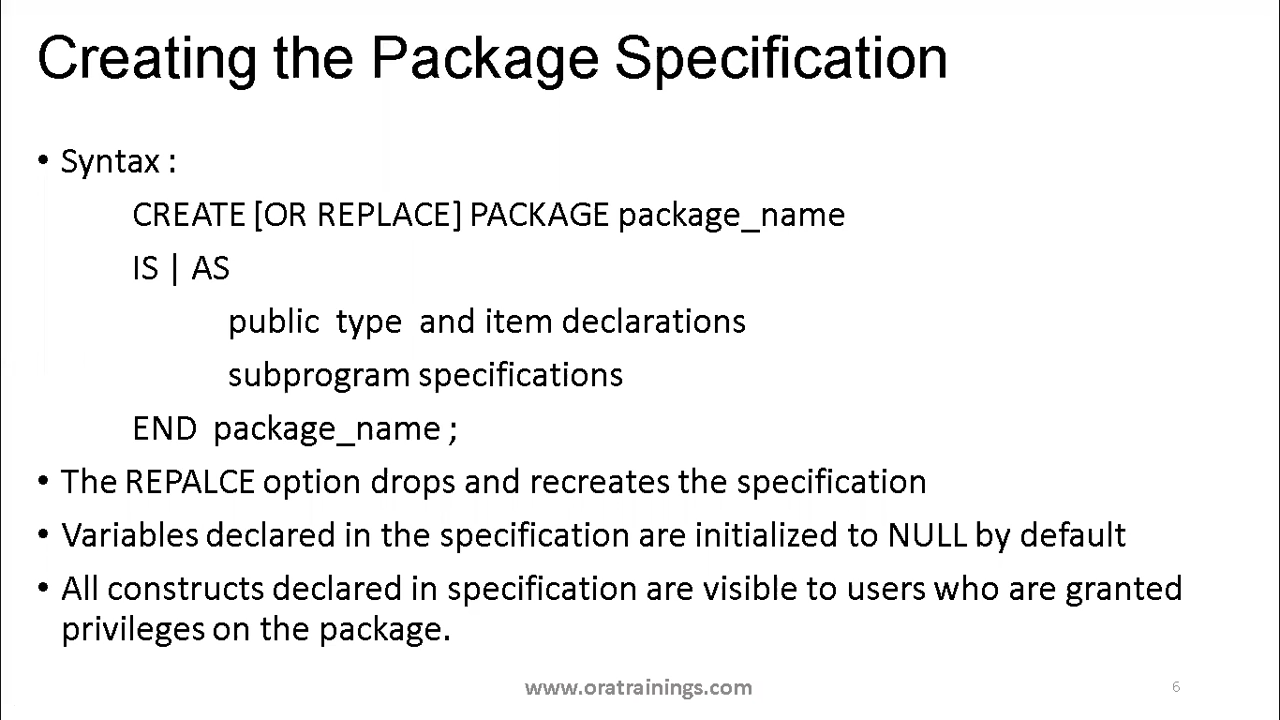 Creating the Package Specification
• Syntax :
CREATE [OR REPLACE] PACKAGE package_name
IS | AS
public type and item declarations
subprogram specifications
END package_name ;
• The REPALCE option drops and recreates the specification
• Variables declared in the specification are initialized to NULL by default
• All constructs declared in specification are visible to users who are granted
privileges on the package.
www.oratrainings.com
6